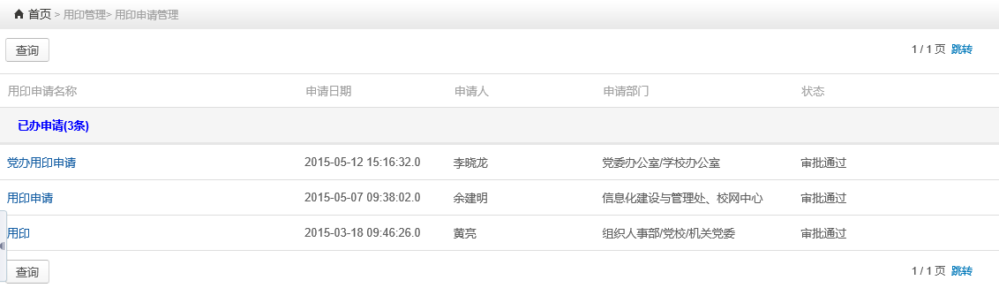 首页 > 用印管理> 用印申请管理
查询 1 / 1 页 跳转
用印申请名称 申请日期 申请人 申请部门 状态
已办申请(3条)
党办用印申请 2015-05-12 15:16:32.0 李晓龙 党委办公室/学校办公室 审批通过
用印申请 2015-05-07 09:38:02.0 余建明 信息化建设与管理处、校网中心 审批通过
用印 2015-03-18 09:46:26.0 黄亮 组织人事部/党校/机关党委 审批通过
查询 1 / 1 页 跳转